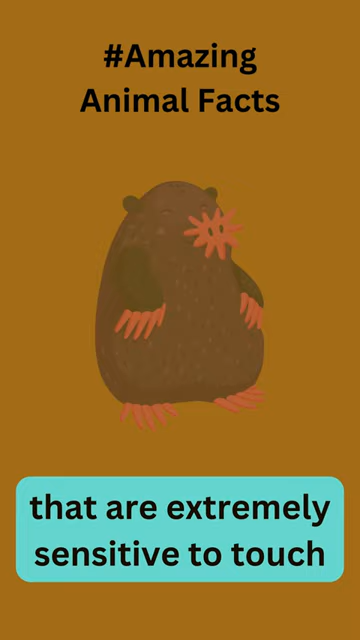 #Amazing
Animal Facts
that are extremely
sensitive to touch